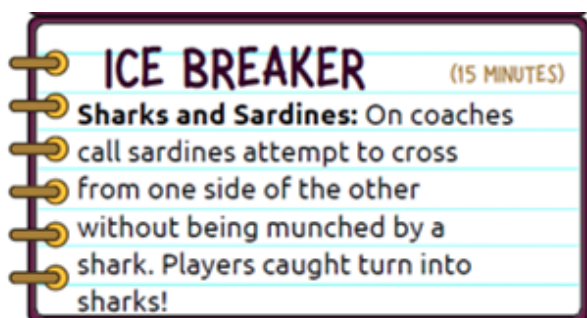 ICE BREAKER (15 MINUTES)
Sharks and Sardines: On coaches
call sardines attempt to cross
from one side of the other
without being munched by a
shark. Players caught turn into
sharks!